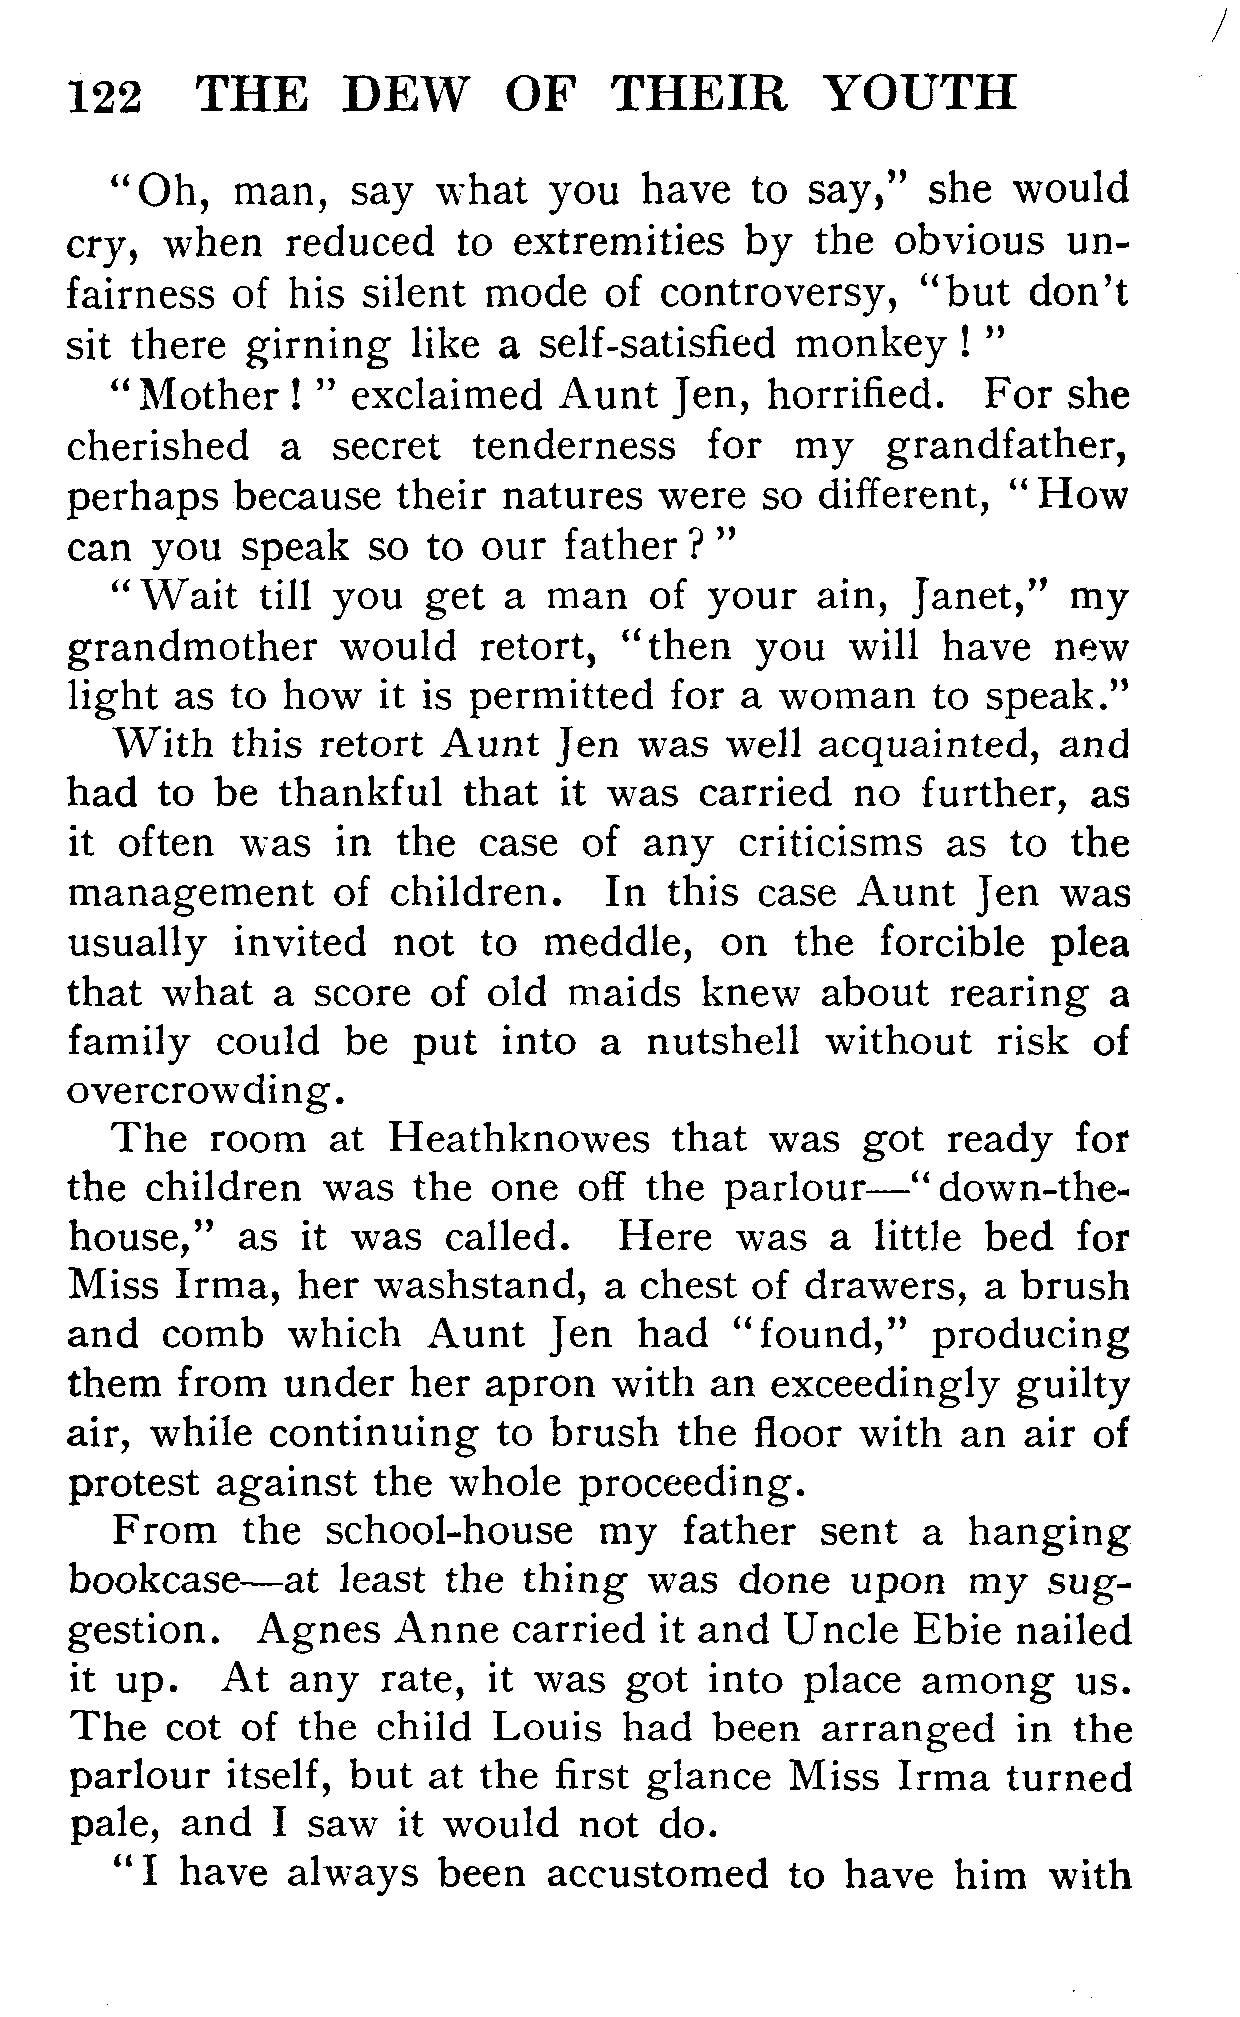 122 THE DEW OF THEIR YOUTH
"Oh, man, say what you have to say," she would
cry, when reduced to extremities by the obvious un-
fairness of his silent mode of controversy, "but don't
sit there girning like a self-satisfied monkey!"
"Mother!" exclaimed Aunt Jen, horrified. For she
cherished a secret tenderness for my grandfather,
perhaps because their natures were so different, "How
can you speak so to our father?"
"Wait till you get a man of your ain, Janet," my
grandmother would retort, "then you will have new
light as to how it is permitted for a woman to speak."
With this retort Aunt Jen was well acquainted, and
had to be thankful that it was carried no further, as
it often was in the case of any criticisms as to the
management of children. In this case Aunt Jen was
usually invited not to meddle, on the forcible plea
that what a score of old maids knew about rearing a
family could be put into a nutshell without risk of
overcrowding.
The room at Heathknowes that was got ready for
the children was the one off the parlour—"down-the-
house," as it was called. Here was a little bed for
Miss Irma, her washstand, a chest of drawers, a brush
and comb which Aunt Jen had "found," producing
them from under her apron with an exceedingly guilty
air, while continuing to brush the floor with an air of
protest against the whole proceeding.
From the school-house my father sent a hanging
bookcase—at least the thing was done upon my sug-
gestion. Agnes Anne carried it and Uncle Ebie nailed
it up. At any rate, it was got into place among us.
The cot of the child Louis had been arranged in the
parlour itself, but at the first glance Miss Irma turned
pale, and I saw it would not do.
"I have always been accustomed to have him with